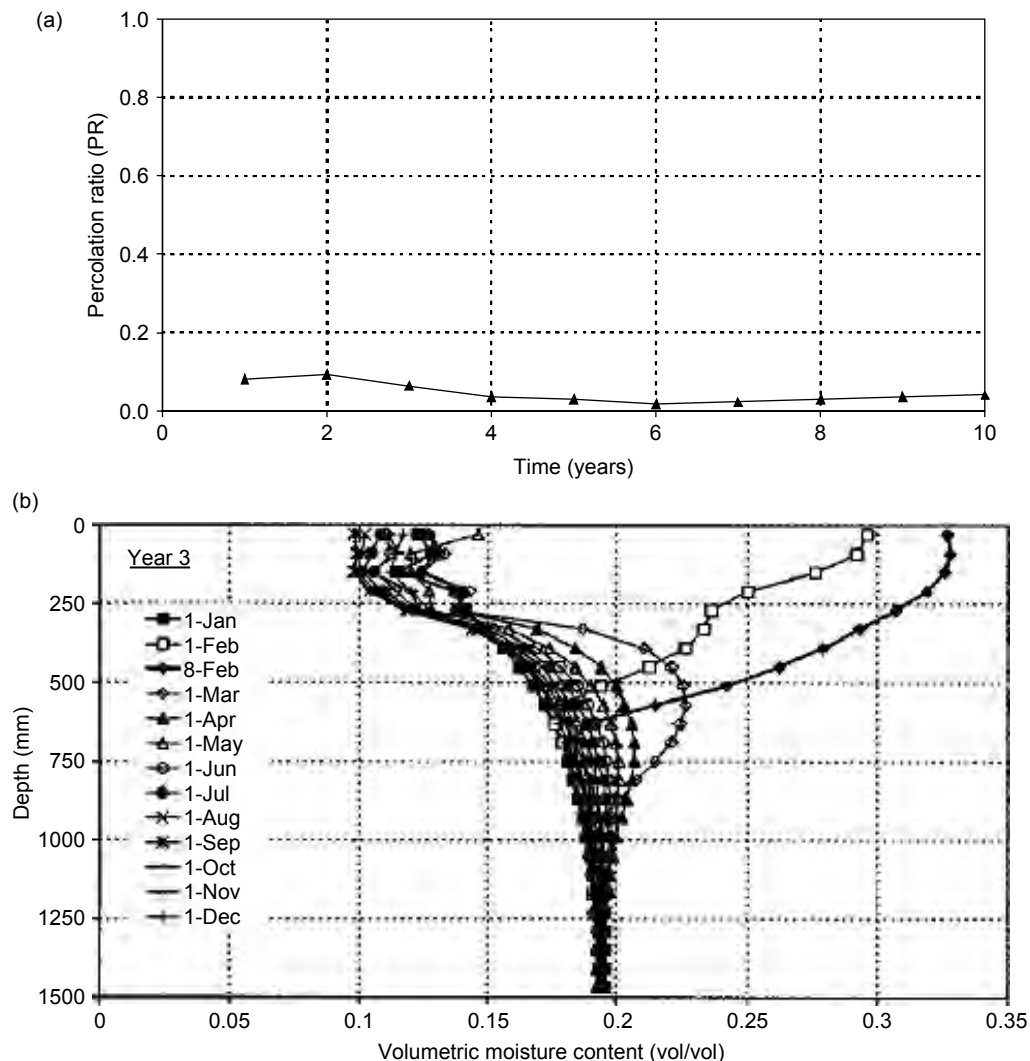 (a)
Percolation ratio (PR)
1.0
0.8
0.6
0.4
0.2
0.0
0 2 4 6 8 10
Time (years)
(b)
Depth (mm)
0
250
500
750
1000
1250
1500
Year 3
1-Jan
1-Feb
8-Feb
1-Mar
1-Apr
1-May
1-Jun
1-Jul
1-Aug
1-Sep
1-Oct
1-Nov
1-Dec
0 0.05 0.1 0.15 0.2 0.25 0.3 0.35
Volumetric moisture content (vol/vol)